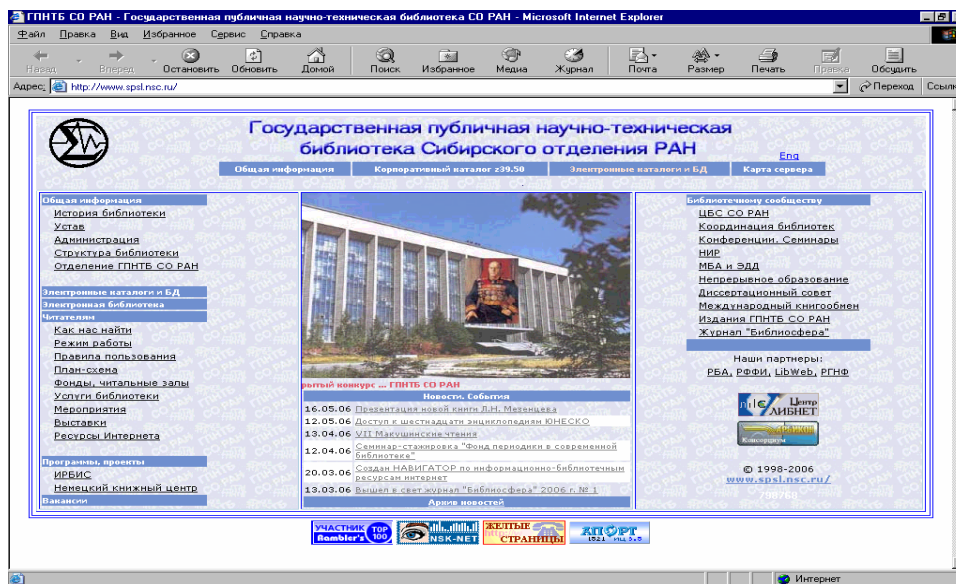 ГПНТБ СО РАН - Государственная публичная научно-техническая библиотека СО РАН - Microsoft Internet Explorer
Файл Правка Вид Избранное Сервис Справка
Назад Вперед Остановить Обновить Домой Поиск Избранное Медиа Журнал Почта Размер Печать Правка Обсудить
Адрес: http://www.spsl.nsc.ru/ Переход Ссылк
Государственная публичная научно-техническая
библиотека Сибирского отделения РАН
Eng
Общая информация Корпоративный каталог z39.50 Электронные каталоги и БД Карта сервера
Общая информация
История библиотеки
Устав
Администрация
Структура библиотеки
Отделение ГПНТБ СО РАН
Электронные каталоги и БД
Электронная библиотека
Читателям
Как нас найти
Режим работы
Правила пользования
План-схема
Фонды, читальные залы
Услуги библиотеки
Мероприятия
Выставки
Ресурсы Интернета
Программы, проекты
ИРБИС
Немецкий книжный центр
Вакансии
рытый конкурс ... ГПНТБ СО РАН
Новости, События
16.05.06 Презентация новой книги Л.Н. Мезенцева
12.05.06 Доступ к шестнадцати энциклопедиям ЮНЕСКО
13.04.06 VII Макушинские чтения
12.04.06 Семинар-стажировка "Фонд периодики в современной
библиотеке"
20.03.06 Создан НАВИГАТОР по информационно-библиотечным
ресурсам интернет
13.03.06 Вышел в свет журнал "Библиосфера" 2006 г. № 1
Архив новостей
Библиотечному сообществу
ЦБС СО РАН
Координация библиотек
Конференции. Семинары
НИР
МБА и ЭДД
Непрерывное образование
Диссертационный совет
Международный книгообмен
Издания ГПНТБ СО РАН
Журнал "Библиосфера"
Наши партнеры:
РБА, РФФИ, LibWeb, РГНФ
Центр
ЛИБНЕТ
Консорциум
© 1998-2006
www.spsl.nsc.ru/
УЧАСТНИК TOP
Rambler's 100
NSK-NET
ЖЕЛТЫЕ
СТРАНИЦЫ
АПОРТ
Интернет